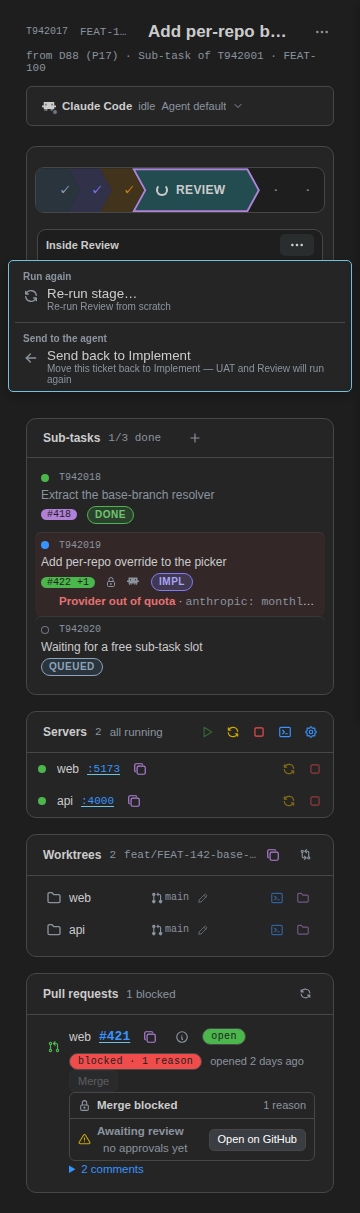 T942017 FEAT-1… Add per-repo b… ···
from D88 (P17) · Sub-task of T942001 · FEAT-
100
Claude Code idle Agent default
REVIEW
Inside Review ···
Run again
Re-run stage…
Re-run Review from scratch
Send to the agent
Send back to Implement
Move this ticket back to Implement — UAT and Review will run
again
Sub-tasks 1/3 done
T942018
Extract the base-branch resolver
#418 DONE
T942019
Add per-repo override to the picker
#422 +1 IMPL
Provider out of quota · anthropic: monthl…
T942020
Waiting for a free sub-task slot
QUEUED
Servers 2 all running
web :5173
api :4000
Worktrees 2 feat/FEAT-142-base-…
web main
api main
Pull requests 1 blocked
web #421 open
blocked · 1 reason opened 2 days ago
Merge
Merge blocked 1 reason
Awaiting review
no approvals yet
Open on GitHub
2 comments